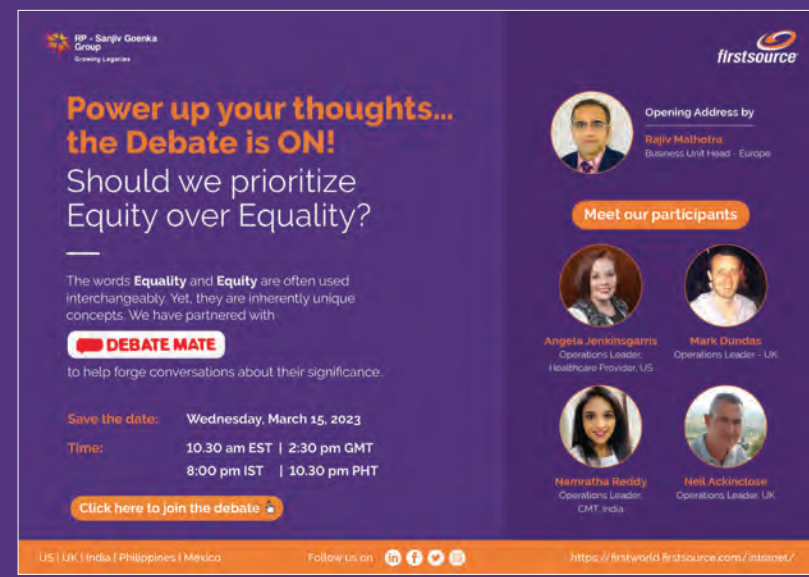 RP - Sanjiv Goenka
Group
Growing Legacies
firstsource
Power up your thoughts...
the Debate is ON!
Should we prioritize
Equity over Equality?
The words Equality and Equity are often used
interchangeably. Yet, they are inherently unique
concepts. We have partnered with
DEBATE MATE
to help forge conversations about their significance.
Save the date: Wednesday, March 15, 2023
Time: 10.30 am EST | 2:30 pm GMT
8:00 pm IST | 10.30 pm PHT
Click here to join the debate
Opening Address by
Rajiv Malhotra
Business Unit Head - Europe
Meet our participants
Angela Jenkinsgarris
Operations Leader,
Healthcare Provider, US
Mark Dundas
Operations Leader - UK
Namratha Reddy
Operations Leader,
CMT, India
Neil Ackinclose
Operations Leader, UK
US | UK | India | Philippines | Mexico
Follow us on
https://firstworld.firstsource.com/intranet/